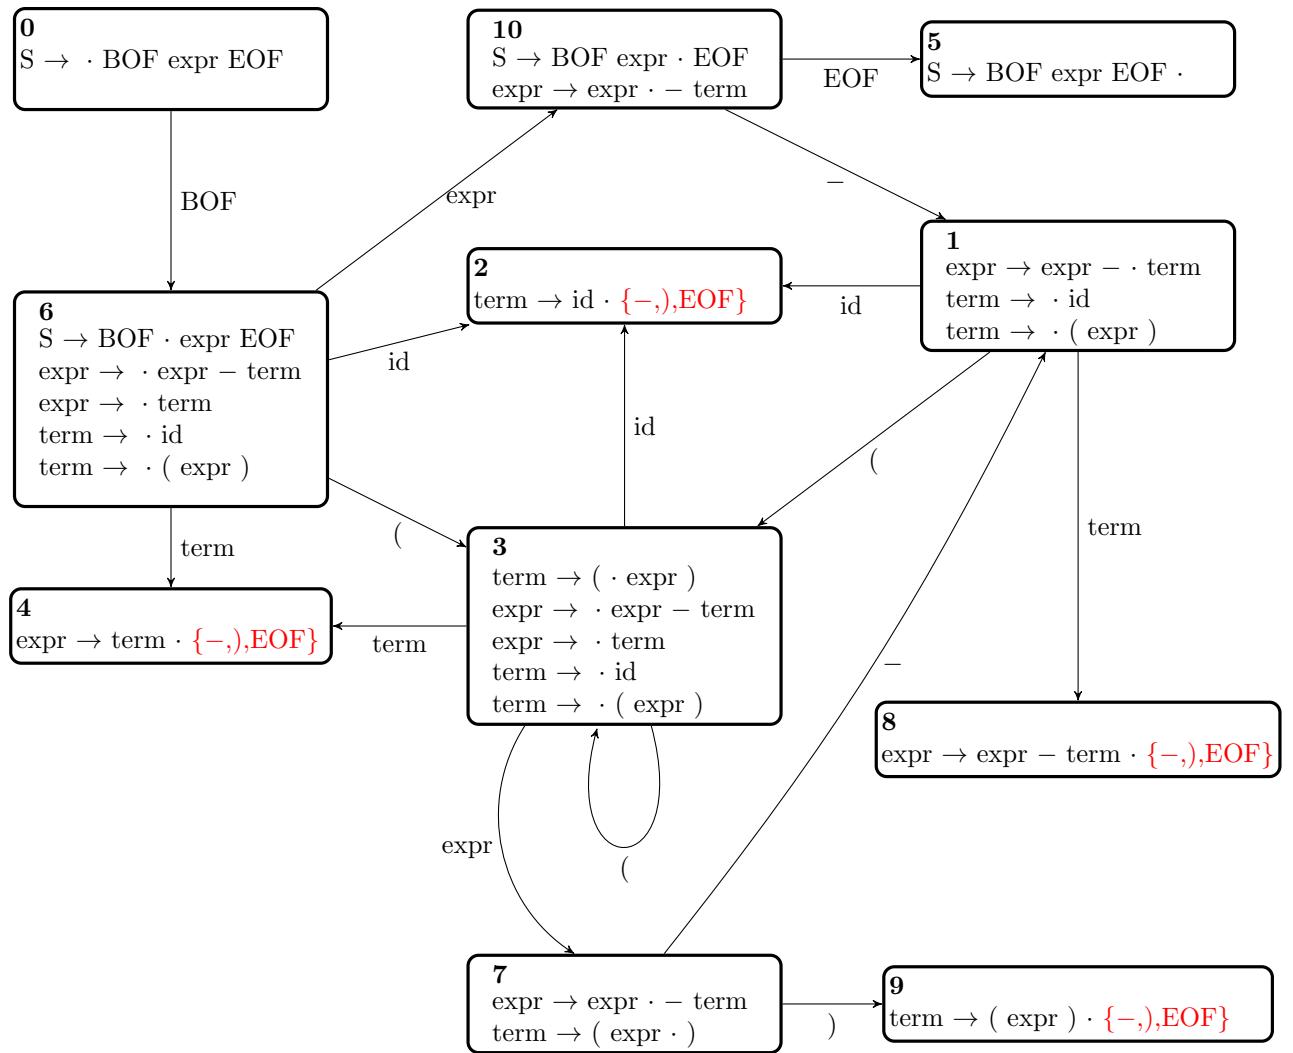 0
S → · BOF expr EOF
10
S → BOF expr · EOF
expr → expr · − term
EOF
5
S → BOF expr EOF ·
BOF
expr
−
6
S → BOF · expr EOF
expr → · expr − term
expr → · term
term → · id
term → · ( expr )
id
2
term → id · {−,),EOF}
id
1
expr → expr − · term
term → · id
term → · ( expr )
id
(
(
term
term
4
expr → term · {−,),EOF}
term
3
term → ( · expr )
expr → · expr − term
expr → · term
term → · id
term → · ( expr )
−
8
expr → expr − term · {−,),EOF}
expr
(
7
expr → expr · − term
term → ( expr · )
)
9
term → ( expr ) · {−,),EOF}